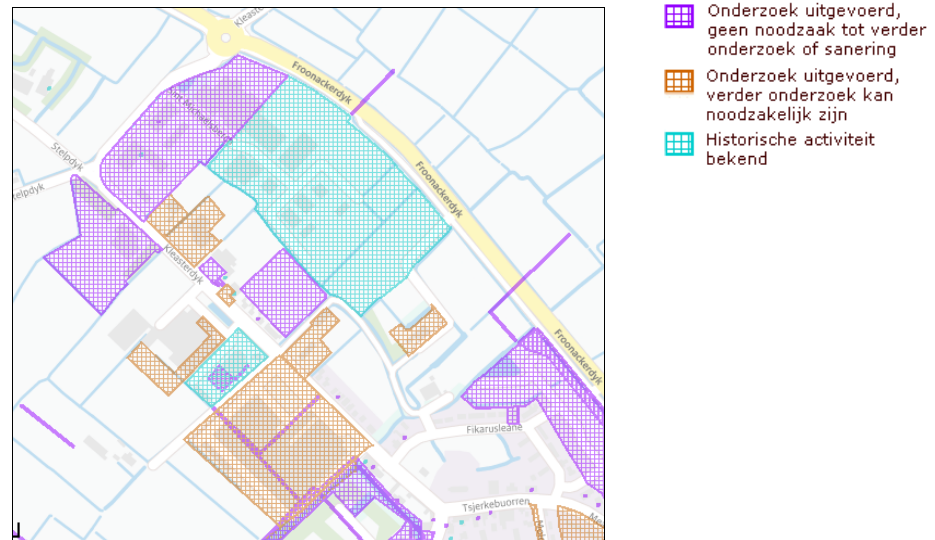 Kleasterdyk
Froonackerdyk
Stelpdyk
Froonackerdyk
Kleasterdyk
Froonackerdyk
Fikarusleane
Tsjerkebuorren
Onderzoek uitgevoerd,
geen noodzaak tot verder
onderzoek of sanering
Onderzoek uitgevoerd,
verder onderzoek kan
noodzakelijk zijn
Historische activiteit
bekend